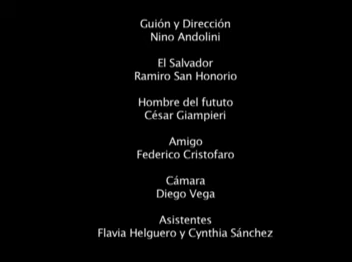 Guión y Dirección
Nino Andolini
El Salvador
Ramiro San Honorio
Hombre del fututo
César Giampieri
Amigo
Federico Cristofaro
Cámara
Diego Vega
Asistentes
Flavia Helguero y Cynthia Sánchez